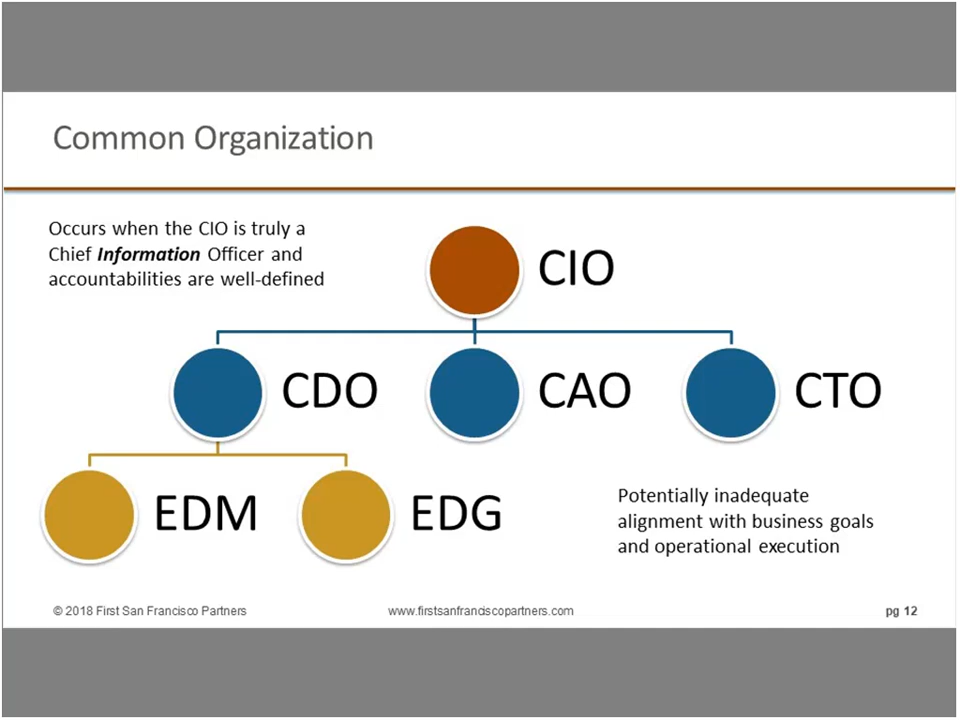 Common Organization
Occurs when the CIO is truly a
Chief Information Officer and
accountabilities are well-defined
CIO
CDO
CAO
CTO
EDM
EDG
Potentially inadequate
alignment with business goals
and operational execution
© 2018 First San Francisco Partners
www.firstsanfranciscopartners.com
pg 12